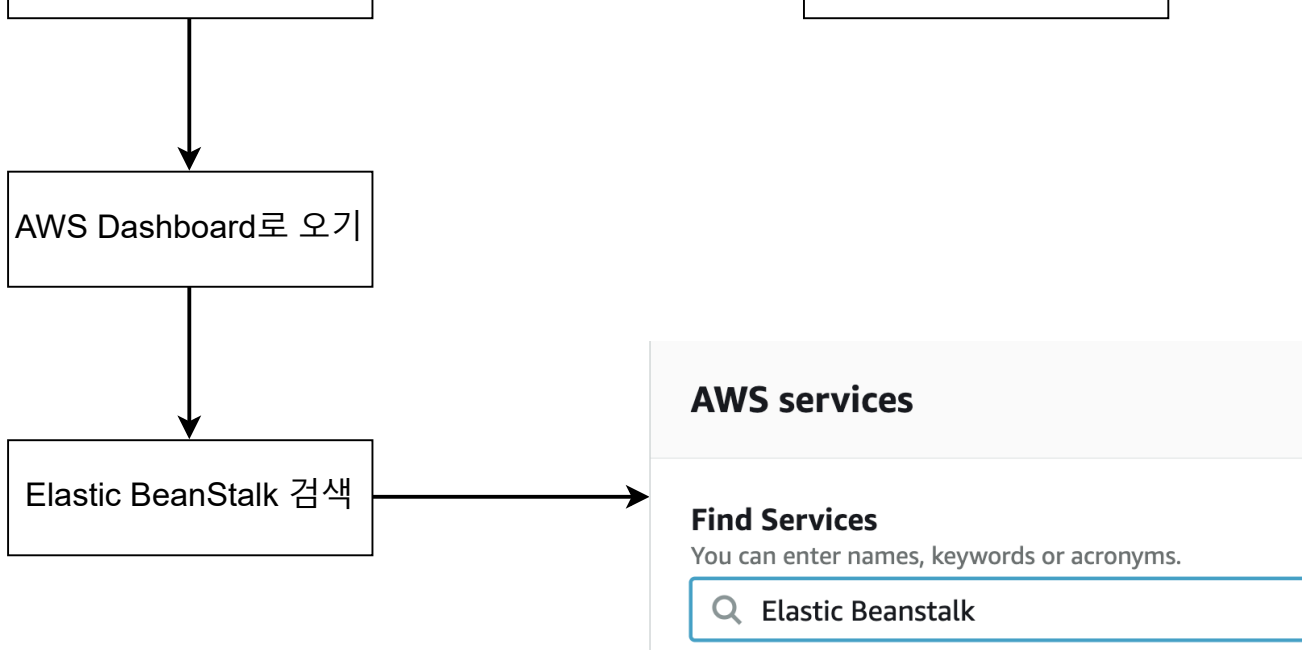 AWS Dashboard로 오기
Elastic BeanStalk 검색
AWS services
Find Services
You can enter names, keywords or acronyms.
Elastic Beanstalk